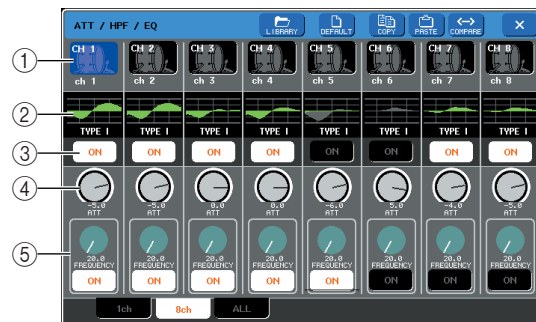 ATT / HPF / EQ LIBRARY DEFAULT COPY PASTE COMPARE ×
① CH 1 CH 2 CH 3 CH 4 CH 5 CH 6 CH 7 CH 8
ch 1 ch 2 ch 3 ch 4 ch 5 ch 6 ch 7 ch 8
②
TYPE I TYPE I TYPE I TYPE I TYPE I TYPE I TYPE I TYPE I
③ ON ON ON ON ON ON ON ON
④
-5.0 -5.0 0.0 0.0 -6.0 5.0 -4.0 -5.0
ATT ATT ATT ATT ATT ATT ATT ATT
⑤
20.0 20.0 20.0 20.0 20.0 20.0 20.0 20.0
FREQUENCY FREQUENCY FREQUENCY FREQUENCY FREQUENCY FREQUENCY FREQUENCY FREQUENCY
ON ON ON ON ON ON ON ON
1ch 8ch ALL